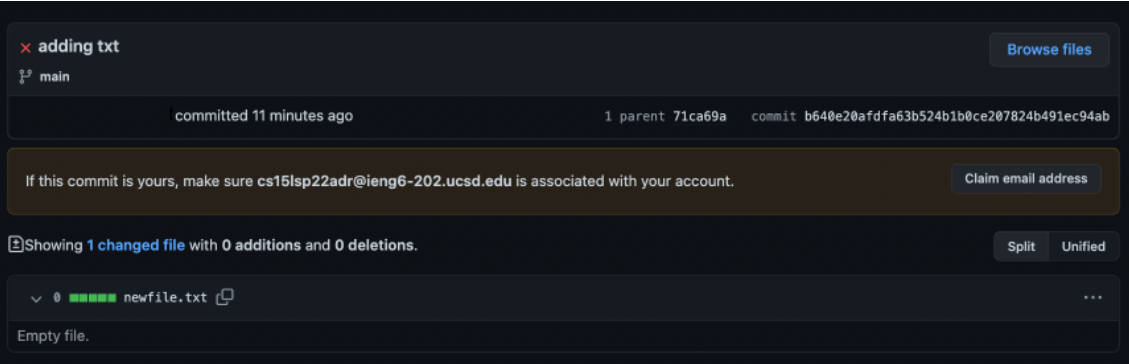 adding txt
Browse files
main
committed 11 minutes ago
1 parent 71ca69a commit b640e20afdfa63b524b1b0ce207824b491ec94ab
If this commit is yours, make sure cs15lsp22adr@ieng6-202.ucsd.edu is associated with your account.
Claim email address
Showing 1 changed file with 0 additions and 0 deletions.
Split Unified
0 newfile.txt
Empty file.